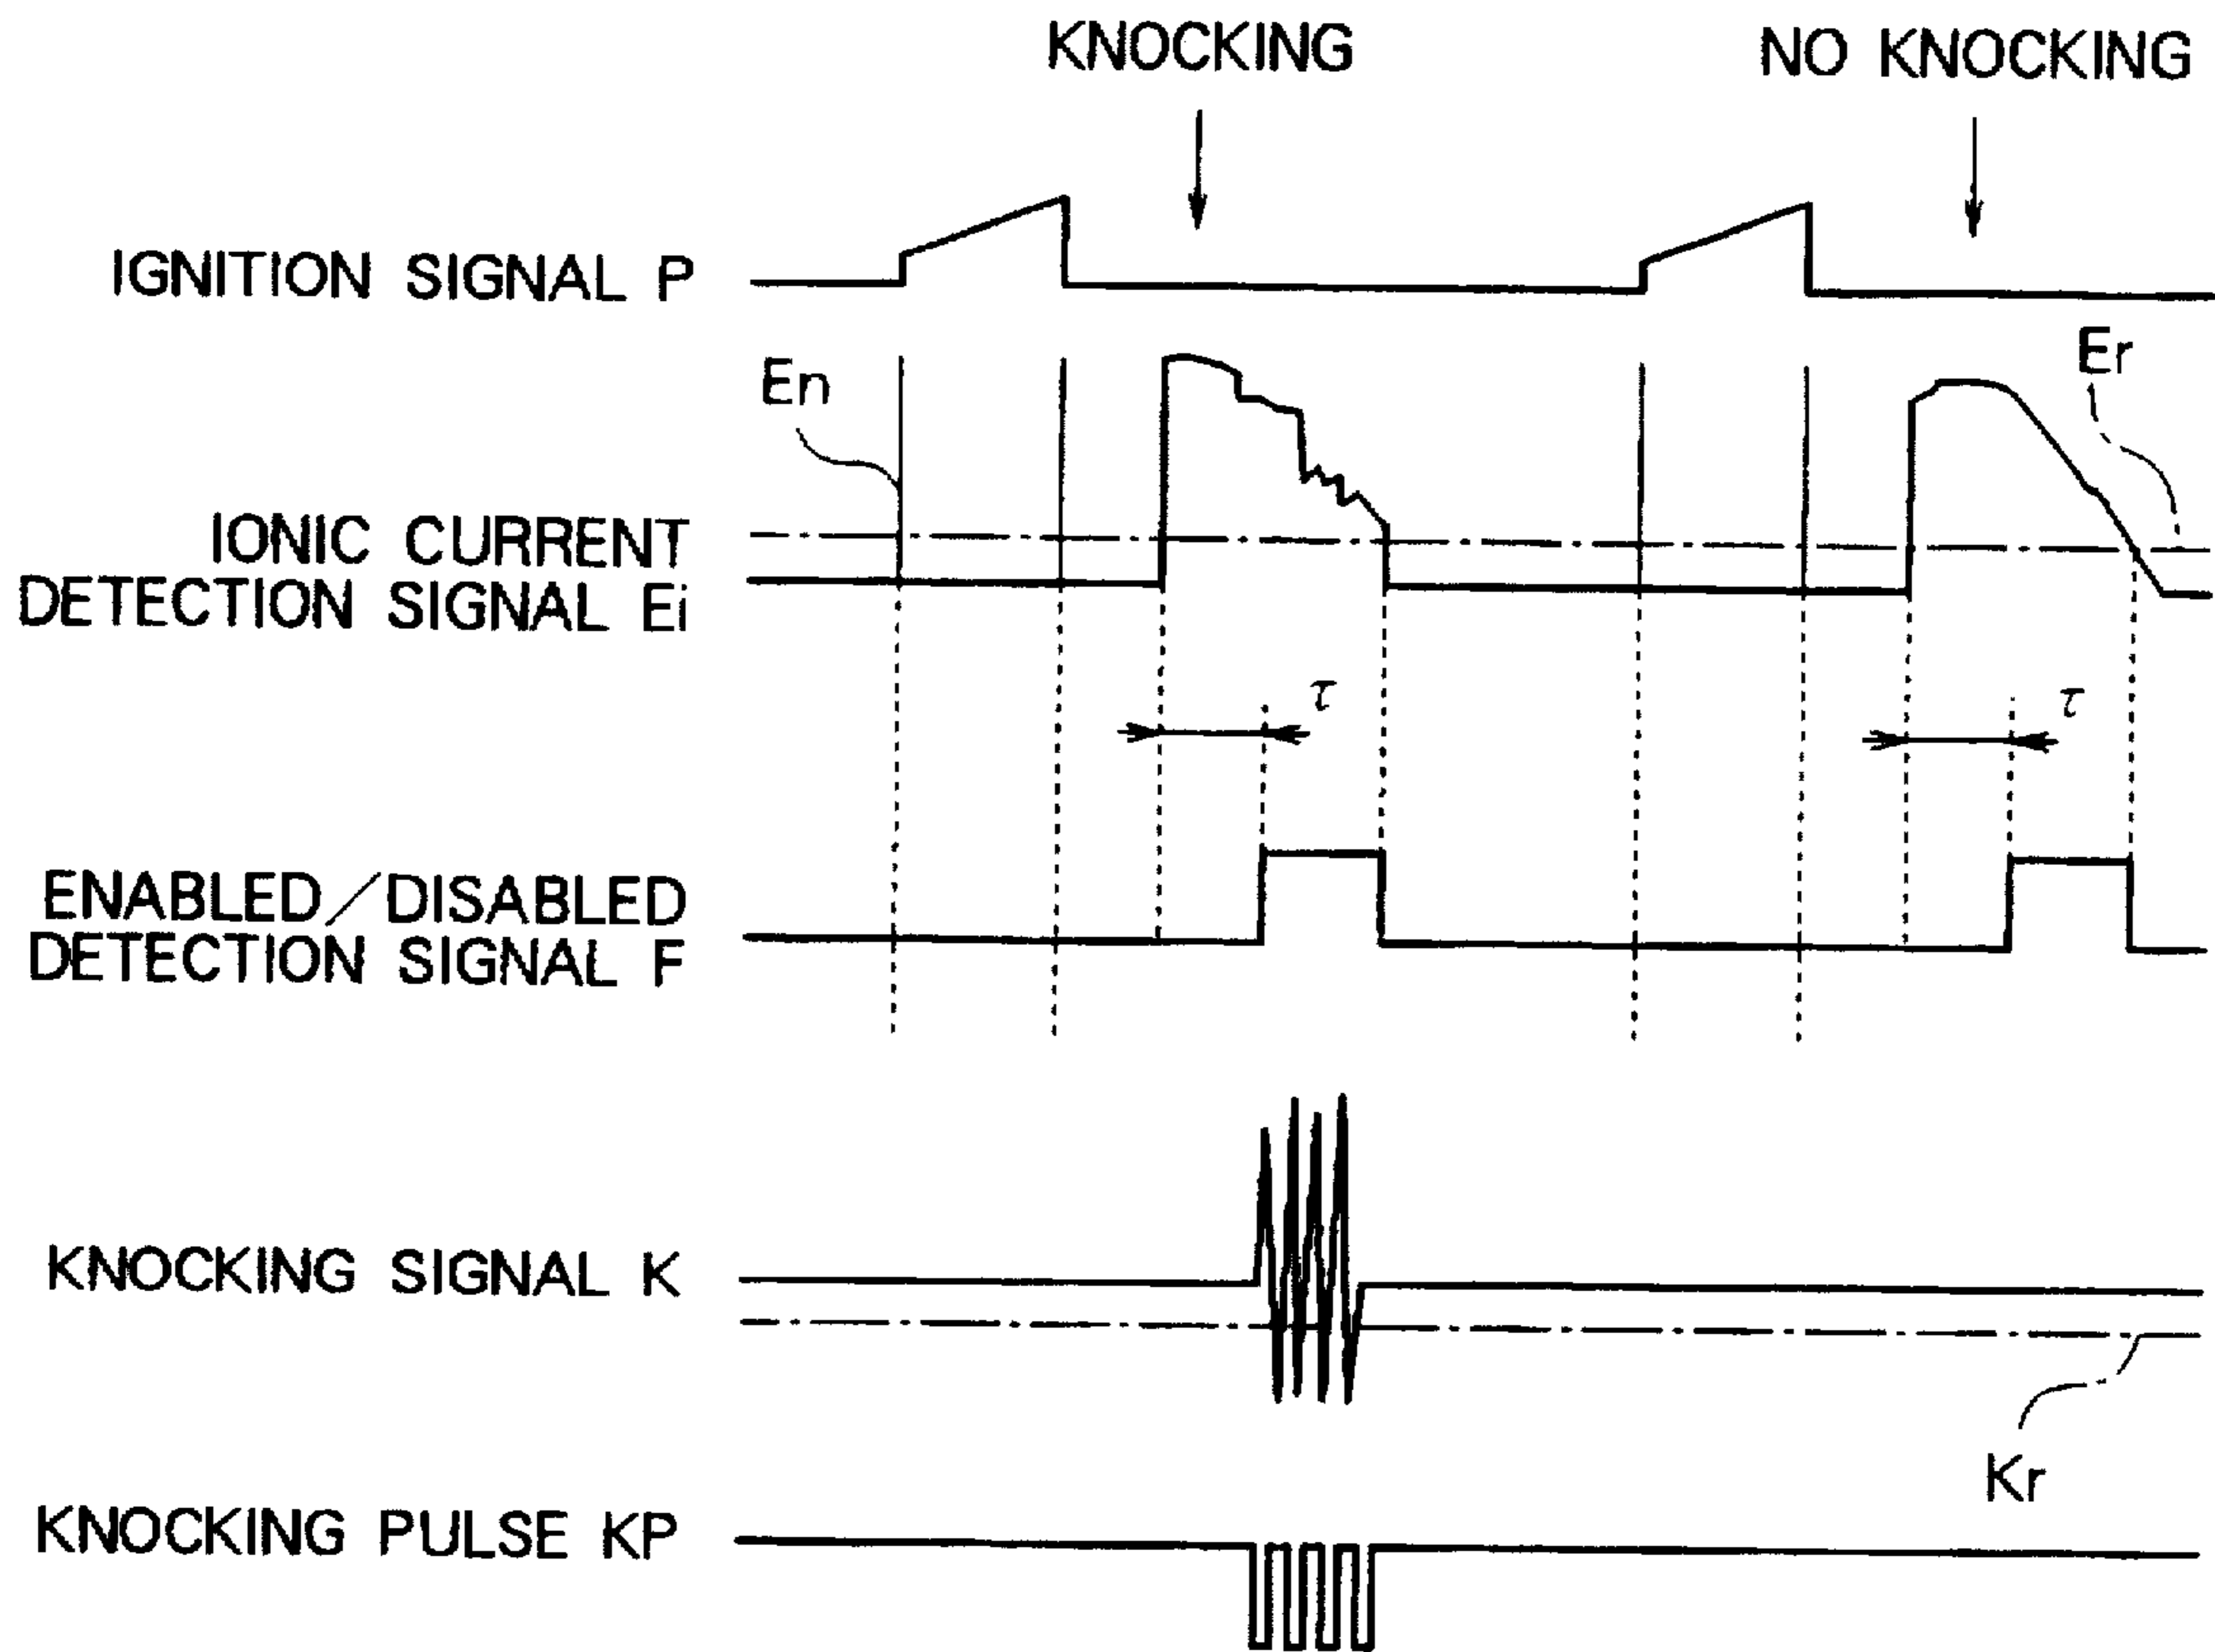 KNOCKING
NO KNOCKING
IGNITION SIGNAL P
En
Er
IONIC CURRENT
DETECTION SIGNAL Ei
τ
τ
ENABLED/DISABLED
DETECTION SIGNAL F
KNOCKING SIGNAL K
Kr
KNOCKING PULSE KP